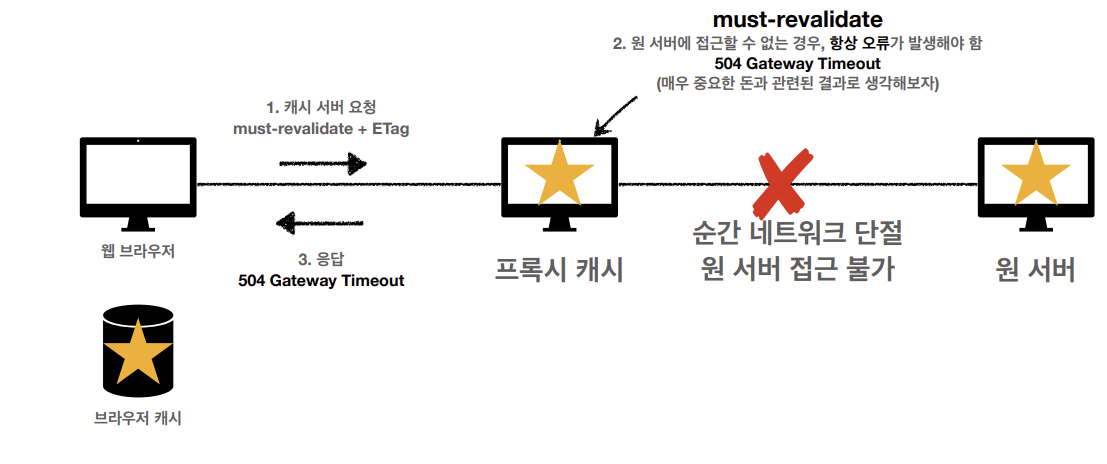 must-revalidate
2. 원 서버에 접근할 수 없는 경우, 항상 오류가 발생해야 함
504 Gateway Timeout
(매우 중요한 돈과 관련된 결과로 생각해보자)
1. 캐시 서버 요청
must-revalidate + ETag
웹 브라우저
3. 응답
504 Gateway Timeout
프록시 캐시
순간 네트워크 단절
원 서버 접근 불가
원 서버
브라우저 캐시